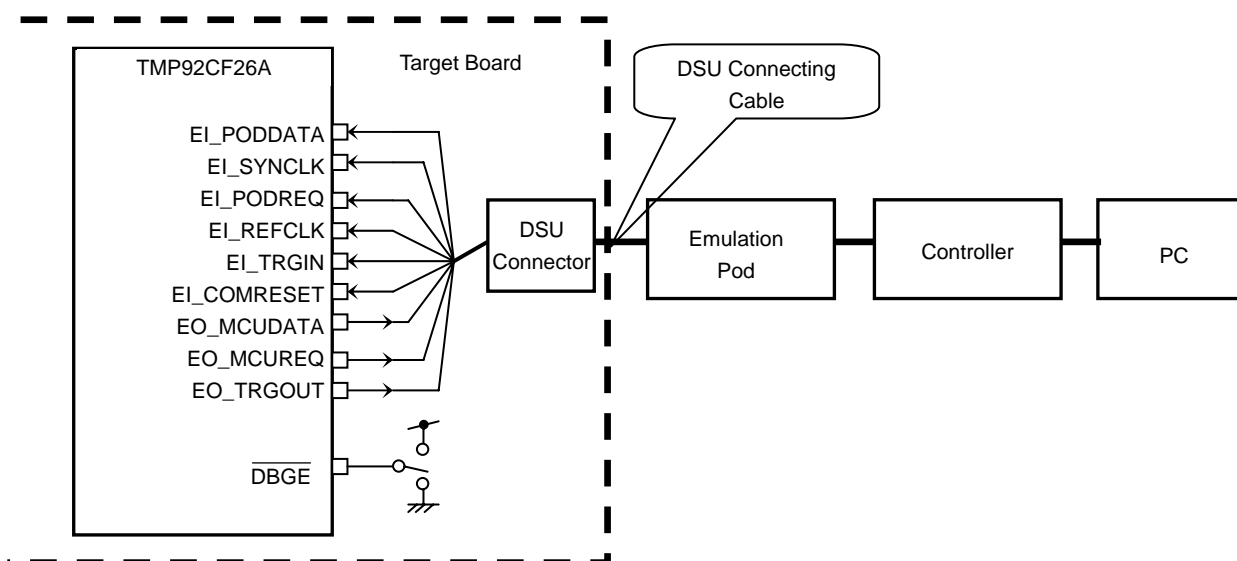 TMP92CF26A
Target Board
DSU Connecting
Cable
EI_PODDATA
EI_SYNCLK
EI_PODREQ
EI_REFCLK
EI_TRGIN
EI_COMRESET
EO_MCUDATA
EO_MCUREQ
EO_TRGOUT
DBGE
DSU
Connector
Emulation
Pod
Controller
PC